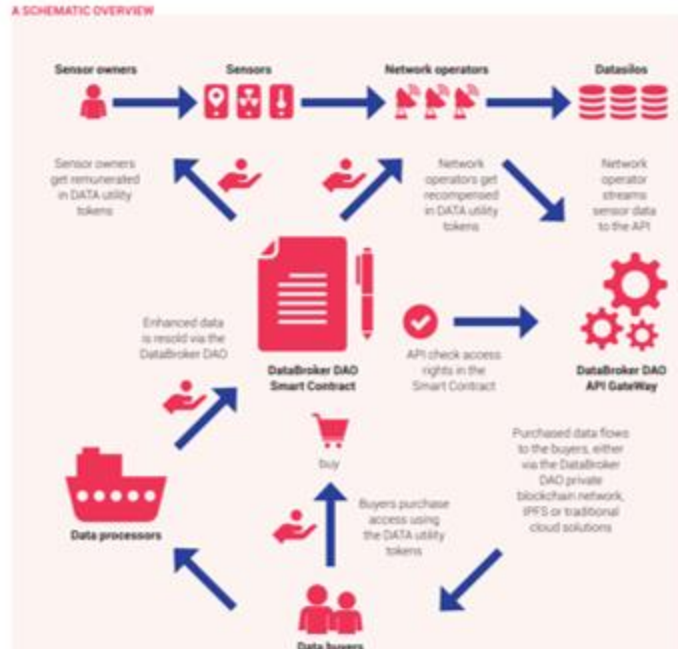 A SCHEMATIC OVERVIEW
Sensor owners
Sensors
Network operators
Datasilos
Sensor owners
get remunerated
in DATA utility
tokens
Network
operators get
recompensed
in DATA utility
tokens
Network
operator
streams
sensor data
to the API
Enhanced data
is resold via the
DataBroker DAO
DataBroker DAO
Smart Contract
API check access
rights in the
Smart Contract
DataBroker DAO
API GateWay
buy
Purchased data flows
to the buyers, either
via the DataBroker
DAO private
blockchain network,
IPFS or traditional
cloud solutions
Buyers purchase
access using
the DATA utility
tokens
Data processors
Data buyers